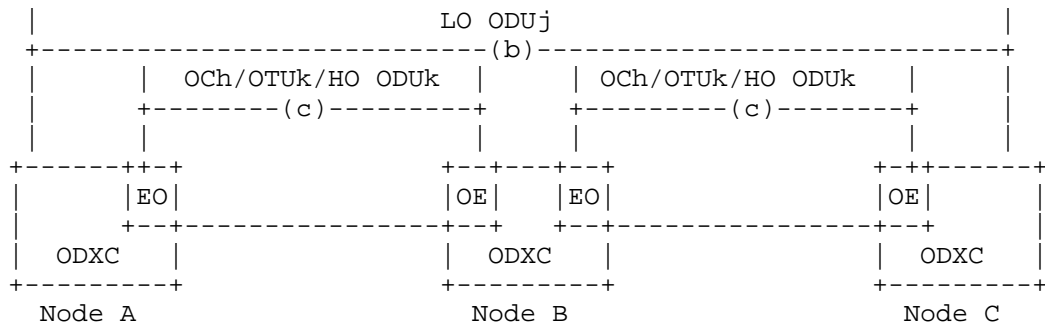 LO ODUj
(b)
OCh/OTUk/HO ODUk OCh/OTUk/HO ODUk
(c) (c)
EO OE EO OE
ODXC ODXC ODXC
Node A Node B Node C